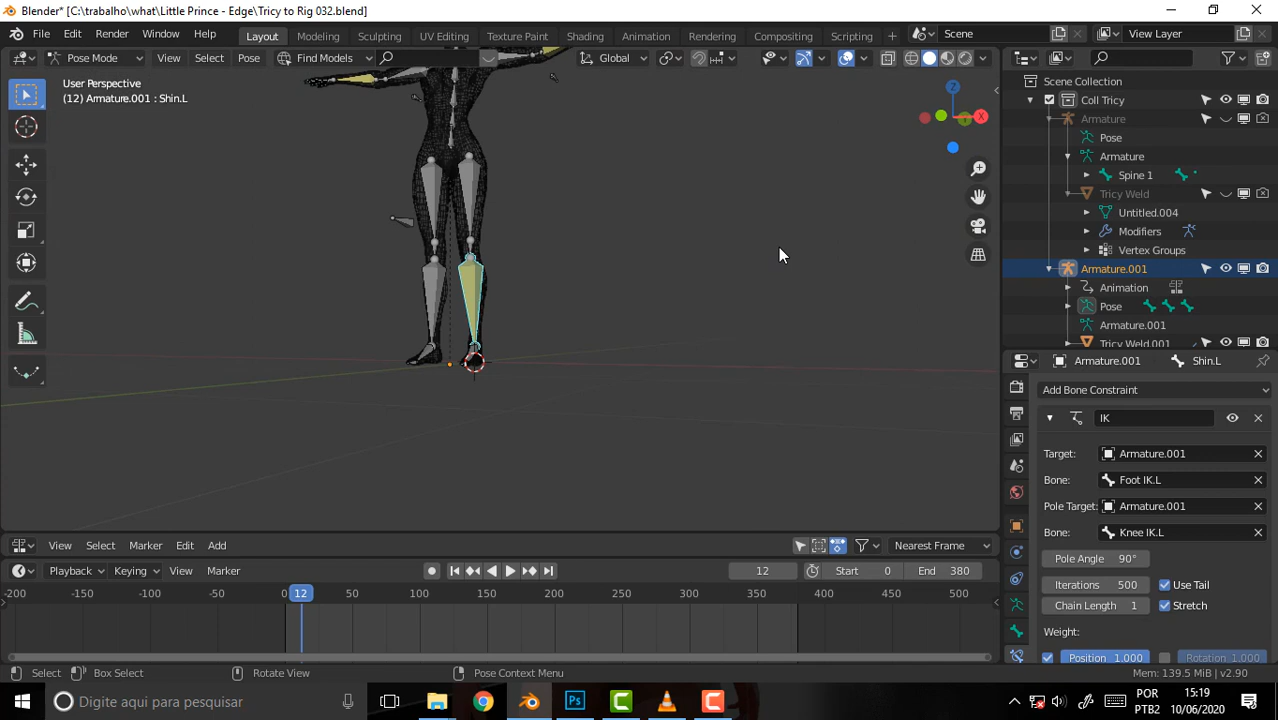 Blender* [C:\trabalho\what\Little Prince - Edge\Tricy to Rig 032.blend]
File Edit Render Window Help Layout Modeling Sculpting UV Editing Texture Paint Shading Animation Rendering Compositing Scripting + Scene View Layer
Pose Mode View Select Pose Find Models Global
User Perspective
(12) Armature.001 : Shin.L
Z
X
Y
Scene Collection
Coll Tricy
Armature
Pose
Armature
Spine 1
Tricy Weld
Untitled.004
Modifiers
Vertex Groups
Armature.001
Animation
Pose
Armature.001
Tricy Weld.001
Armature.001 Shin.L
Add Bone Constraint
IK
Target: Armature.001
Bone: Foot IK.L
Pole Target: Armature.001
Bone: Knee IK.L
Pole Angle 90°
Iterations 500 Use Tail
Chain Length 1 Stretch
Weight:
Position 1.000 Rotation 1.000
View Select Marker Edit Add Nearest Frame
Playback Keying View Marker 12 Start 0 End 380
-200 -150 -100 -50 0 12 50 100 150 200 250 300 350 400 450 500
Select Box Select Rotate View Pose Context Menu Mem: 139.5 MiB | v2.90
Digite aqui para pesquisar
POR
PTB2
15:19
10/06/2020